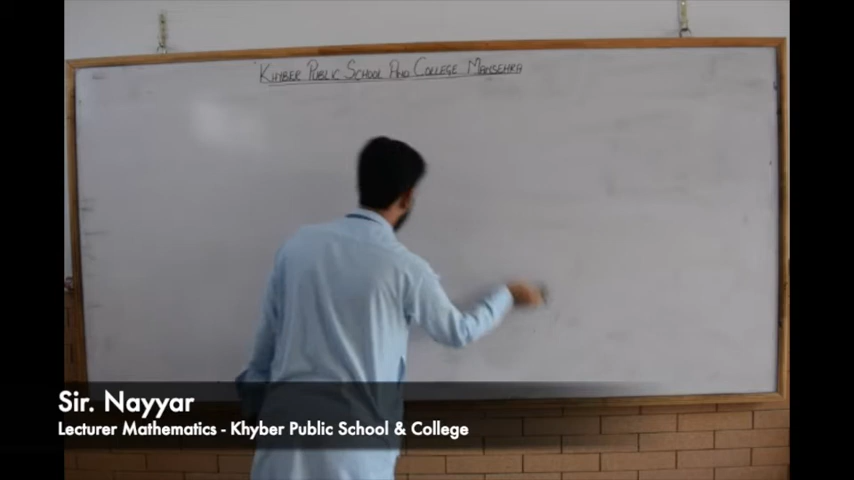 KHYBER PUBLIC SCHOOL AND COLLEGE MANSEHRA
Sir. Nayyar
Lecturer Mathematics - Khyber Public School & College